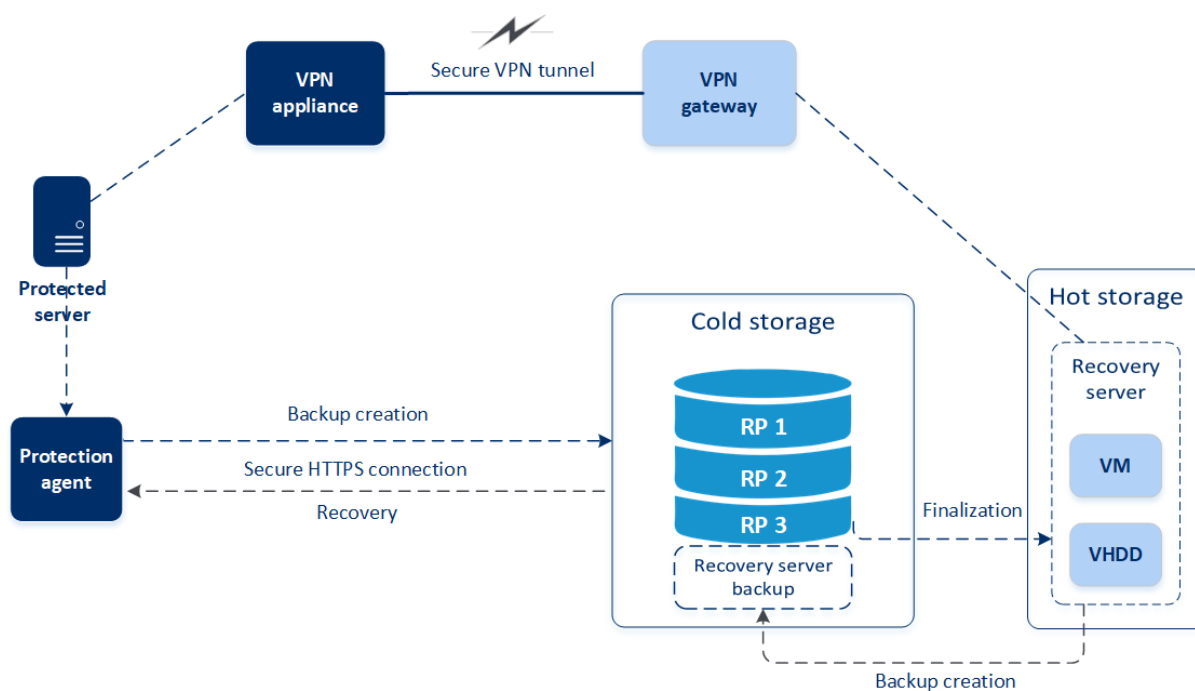 Secure VPN tunnel
VPN
appliance
VPN
gateway
Protected
server
Hot storage
Cold storage
Recovery
server
Backup creation
RP 1
Protection
agent
Secure HTTPS connection
VM
RP 2
Recovery
RP 3
Finalization
VHDD
Recovery server
backup
Backup creation